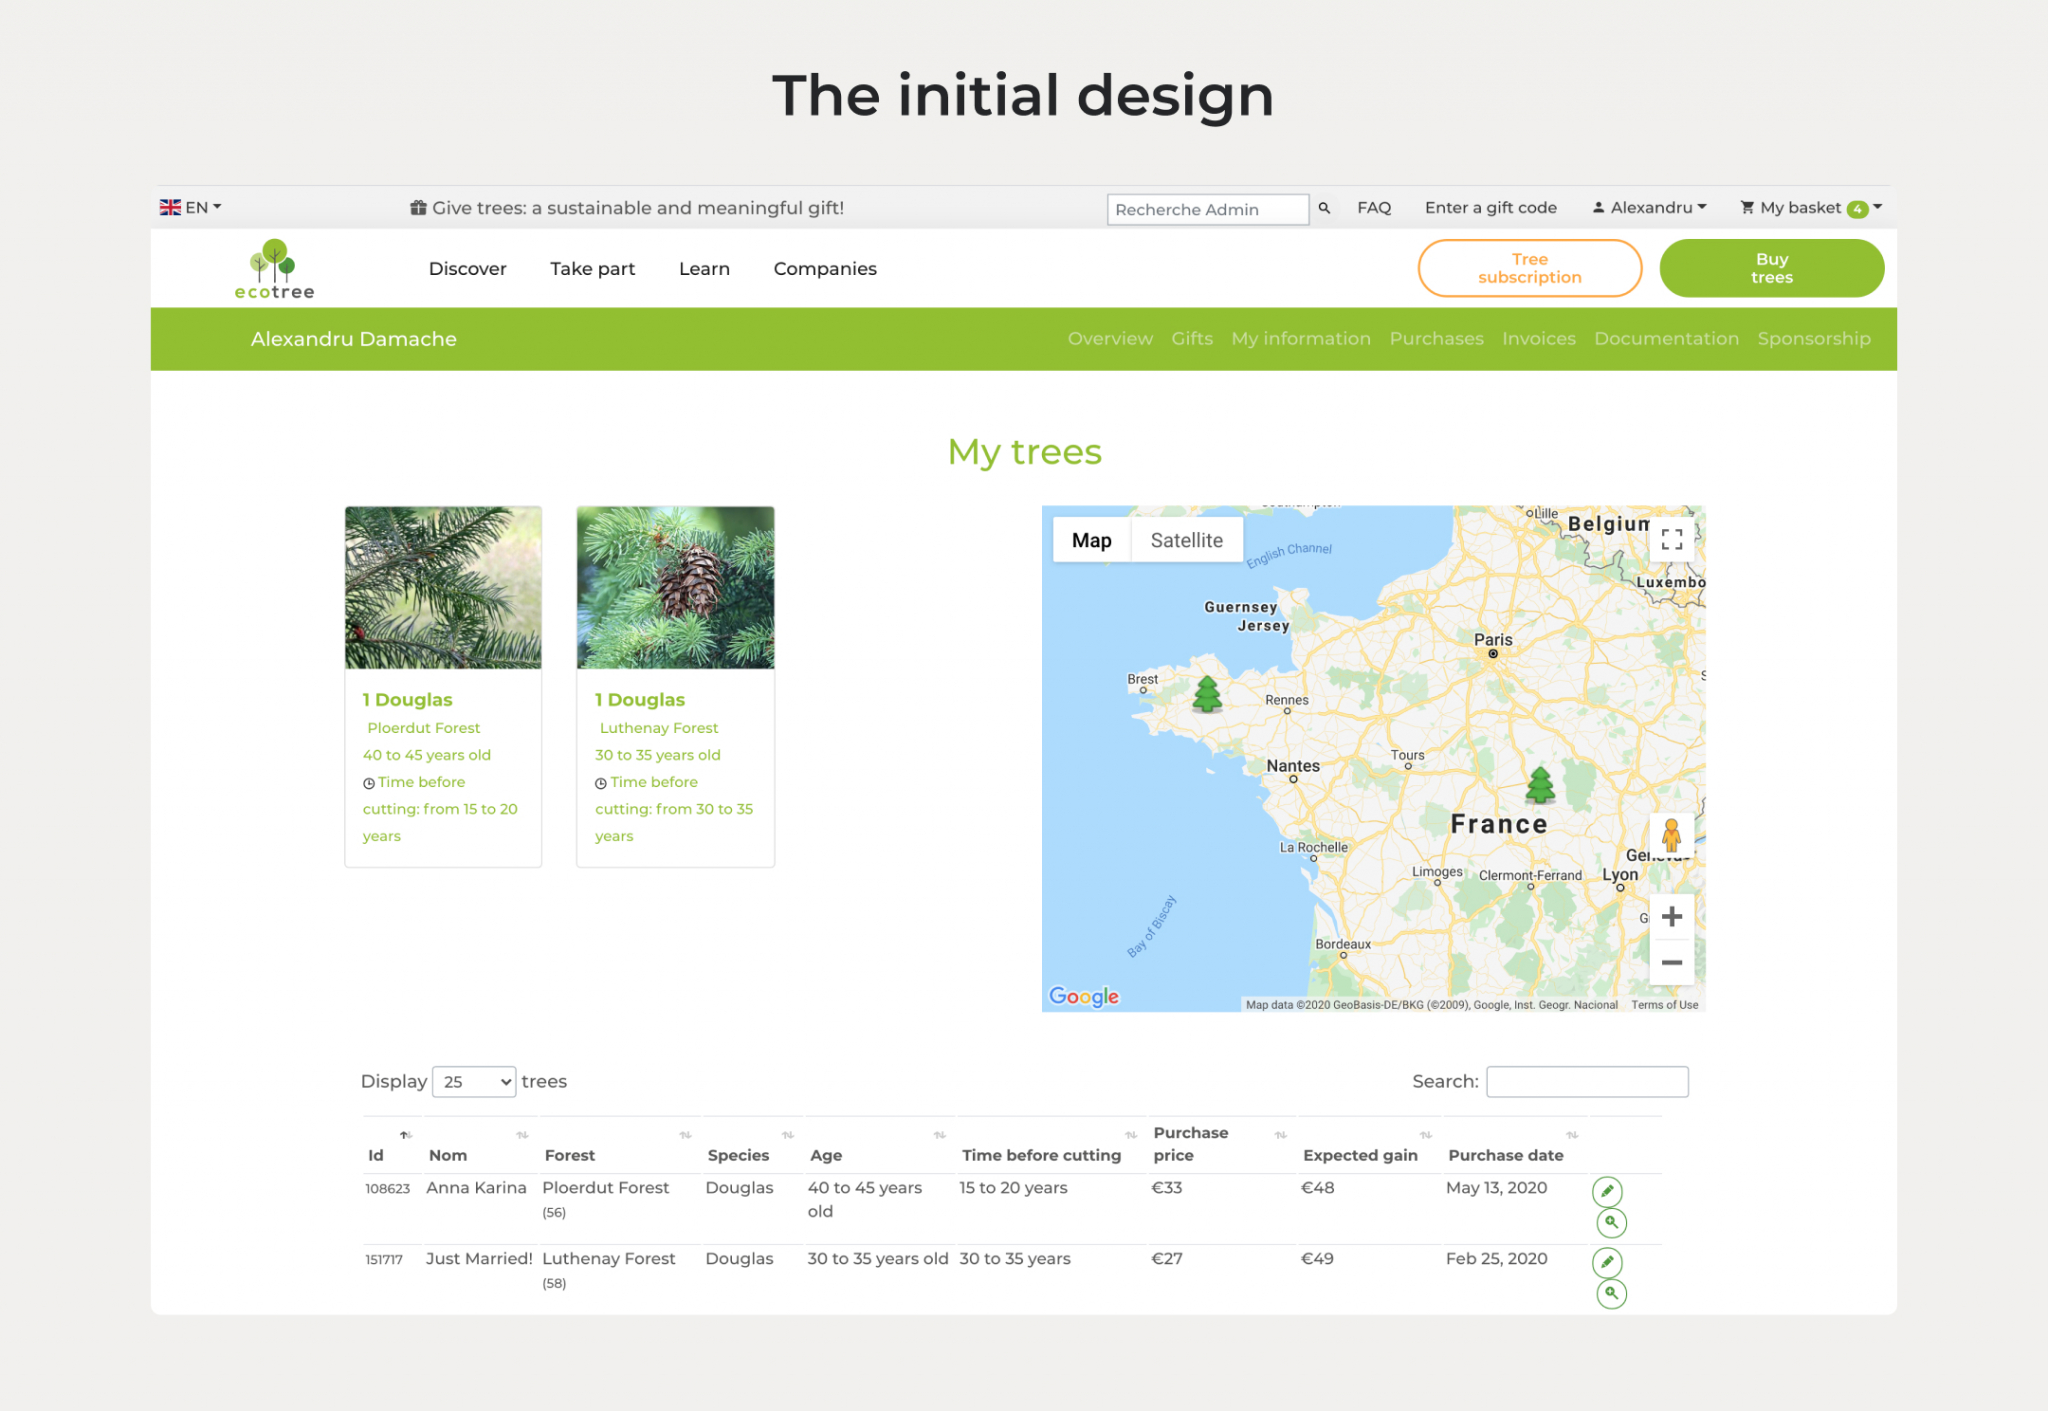 The initial design
EN
Give trees: a sustainable and meaningful gift!
Recherche Admin
FAQ
Enter a gift code
Alexandru
My basket 4
ecotree
Discover
Take part
Learn
Companies
Tree
subscription
Buy
trees
Alexandru Damache
Overview
Gifts
My information
Purchases
Invoices
Documentation
Sponsorship
My trees
1 Douglas
Ploerdut Forest
40 to 45 years old
Time before
cutting: from 15 to 20
years
1 Douglas
Luthenay Forest
30 to 35 years old
Time before
cutting: from 30 to 35
years
Map
Satellite
Lille
Belgium
English Channel
Luxembo
Guernsey
Jersey
Paris
Brest
Rennes
Tours
Nantes
France
La Rochelle
Limoges
Clermont-Ferrand
Lyon
Bay of Biscay
Bordeaux
Google
Map data ©2020 GeoBasis-DE/BKG (©2009), Google, Inst. Geogr. Nacional
Terms of Use
Display 25 trees
Search:
Id
Nom
Forest
Species
Age
Time before cutting
Purchase
price
Expected gain
Purchase date
108623
Anna Karina
Ploerdut Forest
(56)
Douglas
40 to 45 years
old
15 to 20 years
€33
€48
May 13, 2020
151717
Just Married!
Luthenay Forest
(58)
Douglas
30 to 35 years old
30 to 35 years
€27
€49
Feb 25, 2020